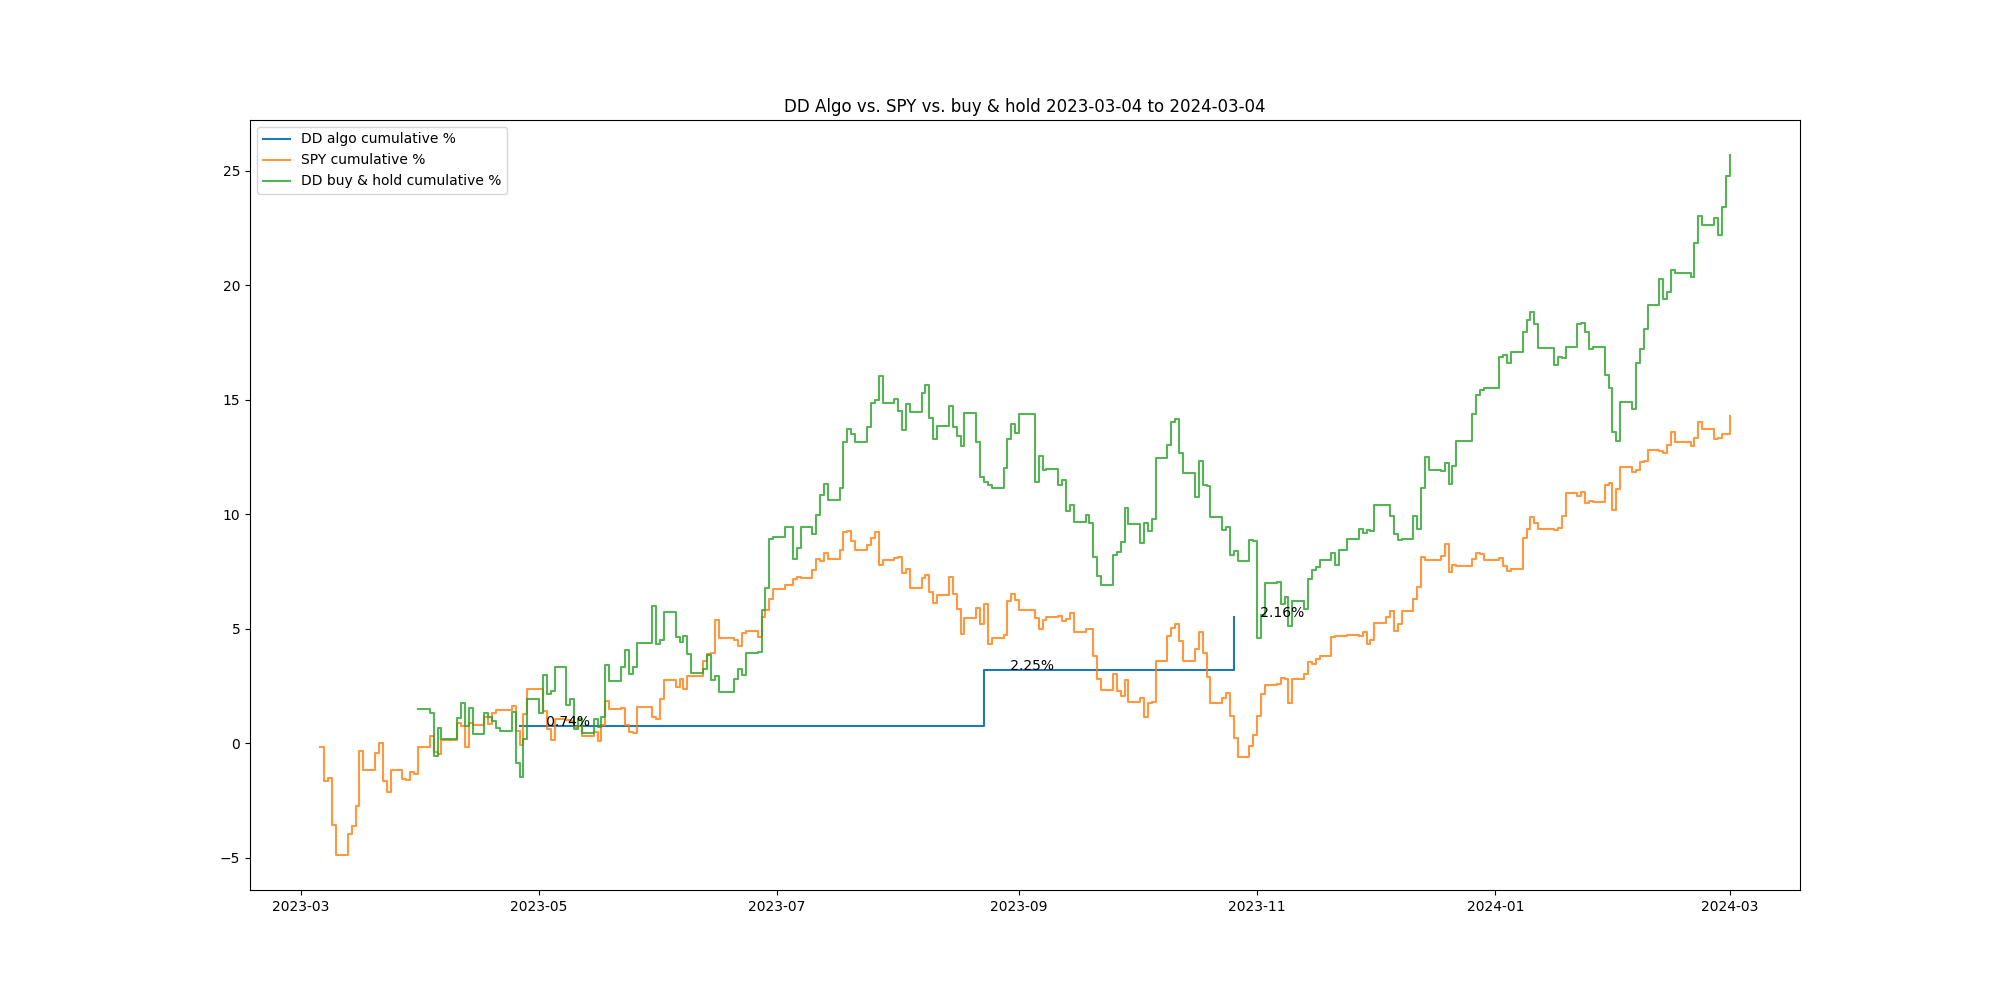 DD Algo vs. SPY vs. buy & hold 2023-03-04 to 2024-03-04
DD algo cumulative %
SPY cumulative %
DD buy & hold cumulative %
25
20
15
10
5
0
−5
0.74%
2.25%
2.16%
2023-03 2023-05 2023-07 2023-09 2023-11 2024-01 2024-03